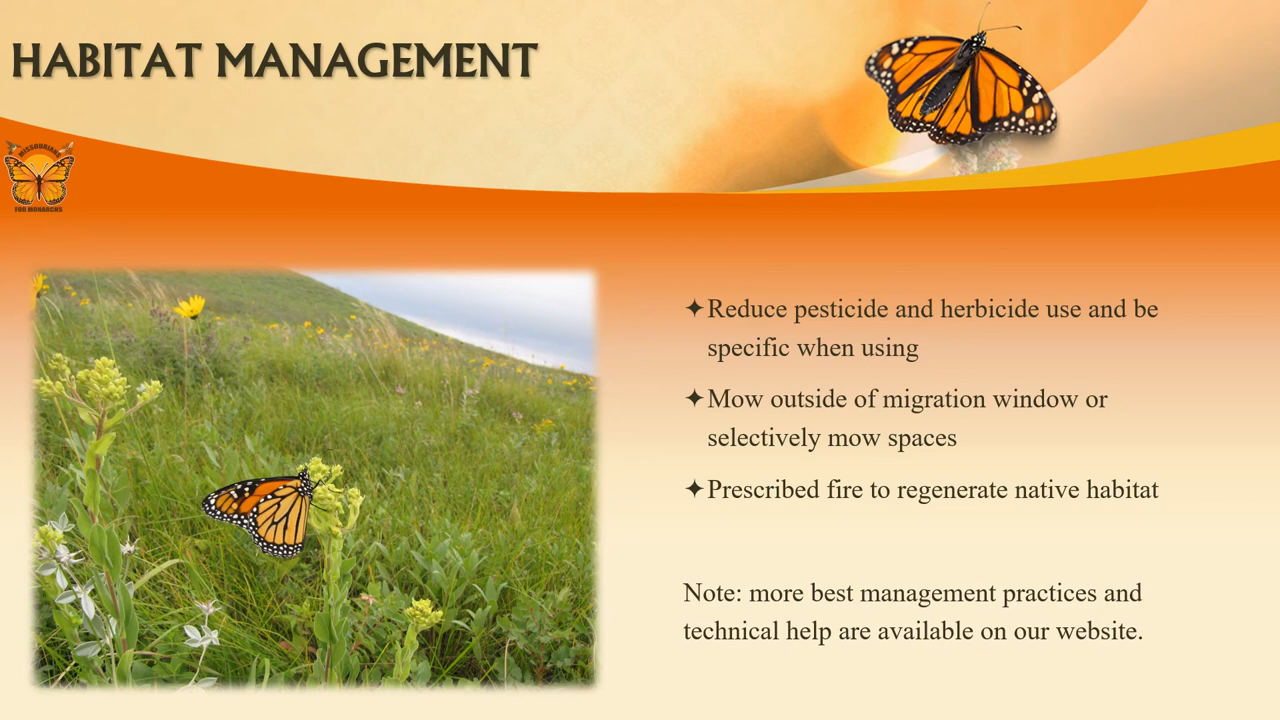 HABITAT MANAGEMENT
MISSOURIANS
FOR MONARCHS
✦Reduce pesticide and herbicide use and be
specific when using
✦Mow outside of migration window or
selectively mow spaces
✦Prescribed fire to regenerate native habitat
Note: more best management practices and
technical help are available on our website.